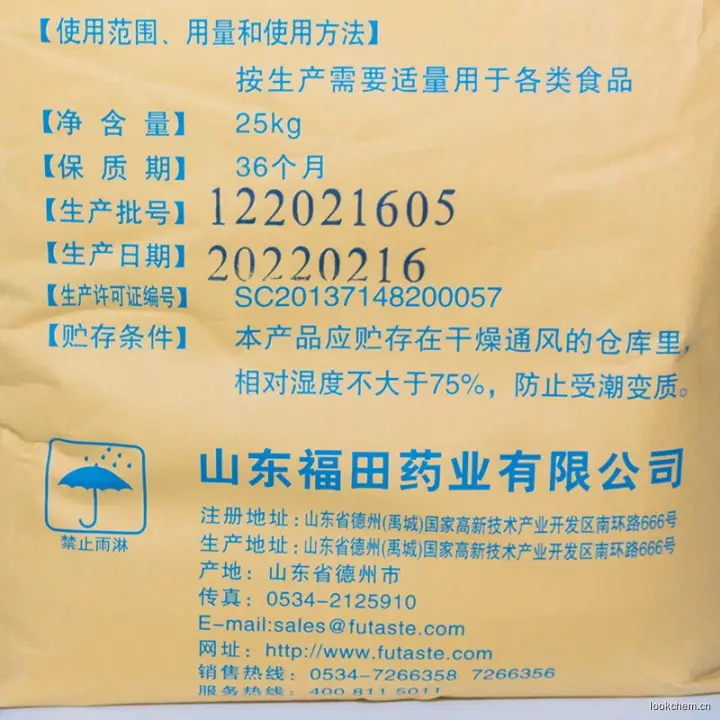 【使用范围、用量和使用方法】
按生产需要适量用于各类食品
【净 含 量】 25kg
【保 质 期】 36个月
【生产批号】 122021605
【生产日期】 20220216
【生产许可证编号】 SC20137148200057
【贮存条件】 本产品应贮存在干燥通风的仓库里,
相对湿度不大于75%，防止受潮变质。
禁止雨淋
山东福田药业有限公司
注册地址:山东省德州(禹城)国家高新技术产业开发区南环路666号
生产地址:山东省德州(禹城)国家高新技术产业开发区南环路666号
产地: 山东省德州市
传真: 0534-2125910
E-mail:sales@futaste.com
网址: http://www.futaste.com
销售热线: 0534-7266358 7266356
服务热线: 400 811 5011
lookchem.cn